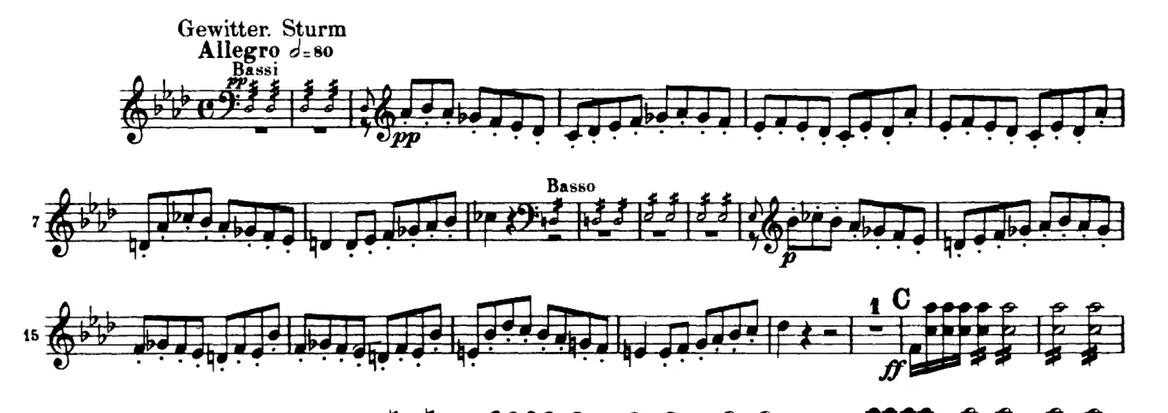 Gewitter. Sturm
Allegro 𝅗𝅥=80
Bassi
pp
pp
7
Basso
p
15
1 C
ff